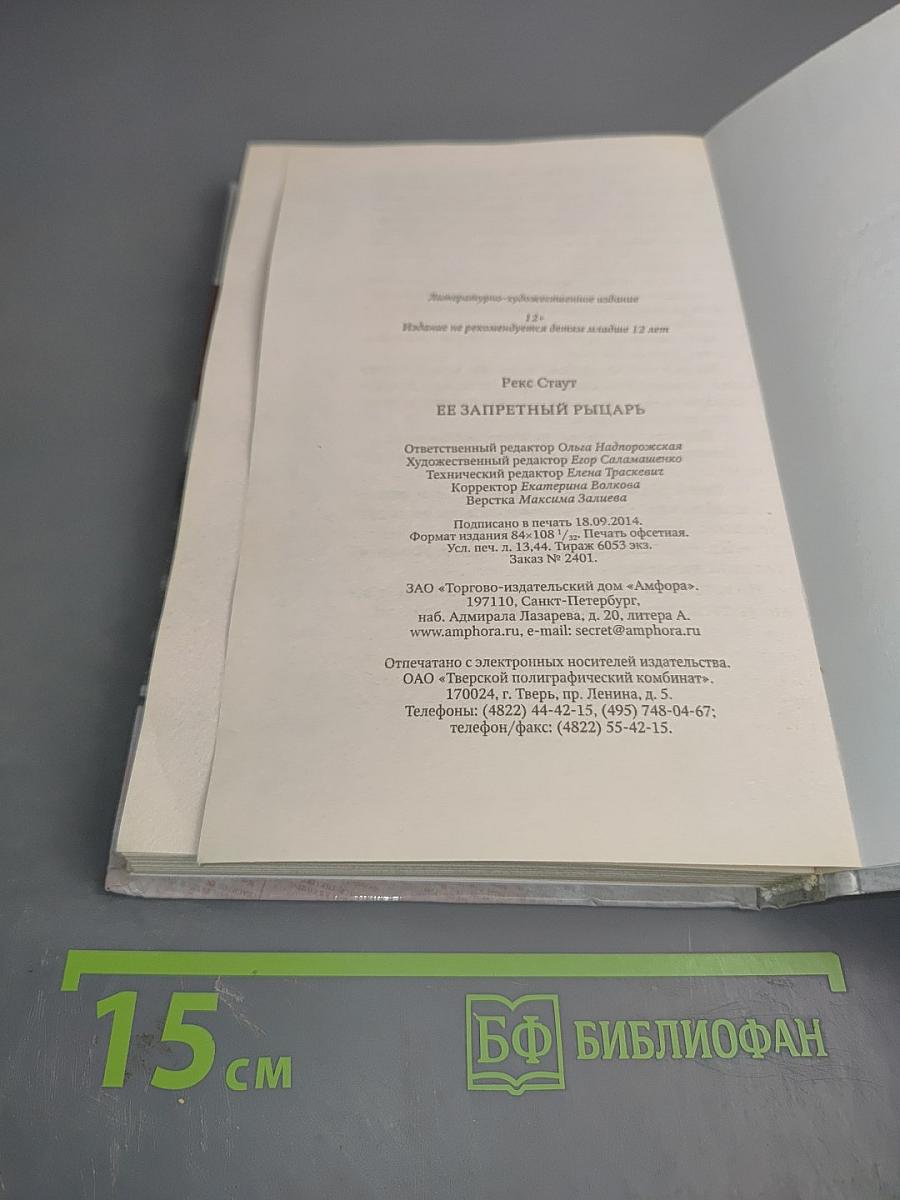 Литературно-художественное издание
12+
Издание не рекомендуется детям младше 12 лет
Рекс Стаут
ЕЕ ЗАПРЕТНЫЙ РЫЦАРЬ
Ответственный редактор Ольга Надпорожская
Художественный редактор Егор Саламашенко
Технический редактор Елена Траскевич
Корректор Екатерина Волкова
Верстка Максима Залиева
Подписано в печать 18.09.2014.
Формат издания 84×108 1/32. Печать офсетная.
Усл. печ. л. 13,44. Тираж 6053 экз.
Заказ № 2401.
ЗАО «Торгово-издательский дом «Амфора».
197110, Санкт-Петербург,
наб. Адмирала Лазарева, д. 20, литера А.
www.amphora.ru, e-mail: secret@amphora.ru
Отпечатано с электронных носителей издательства.
ОАО «Тверской полиграфический комбинат».
170024, г. Тверь, пр. Ленина, д. 5.
Телефоны: (4822) 44-42-15, (495) 748-04-67;
телефон/факс: (4822) 55-42-15.
15 см
БФ БИБЛИОФАН